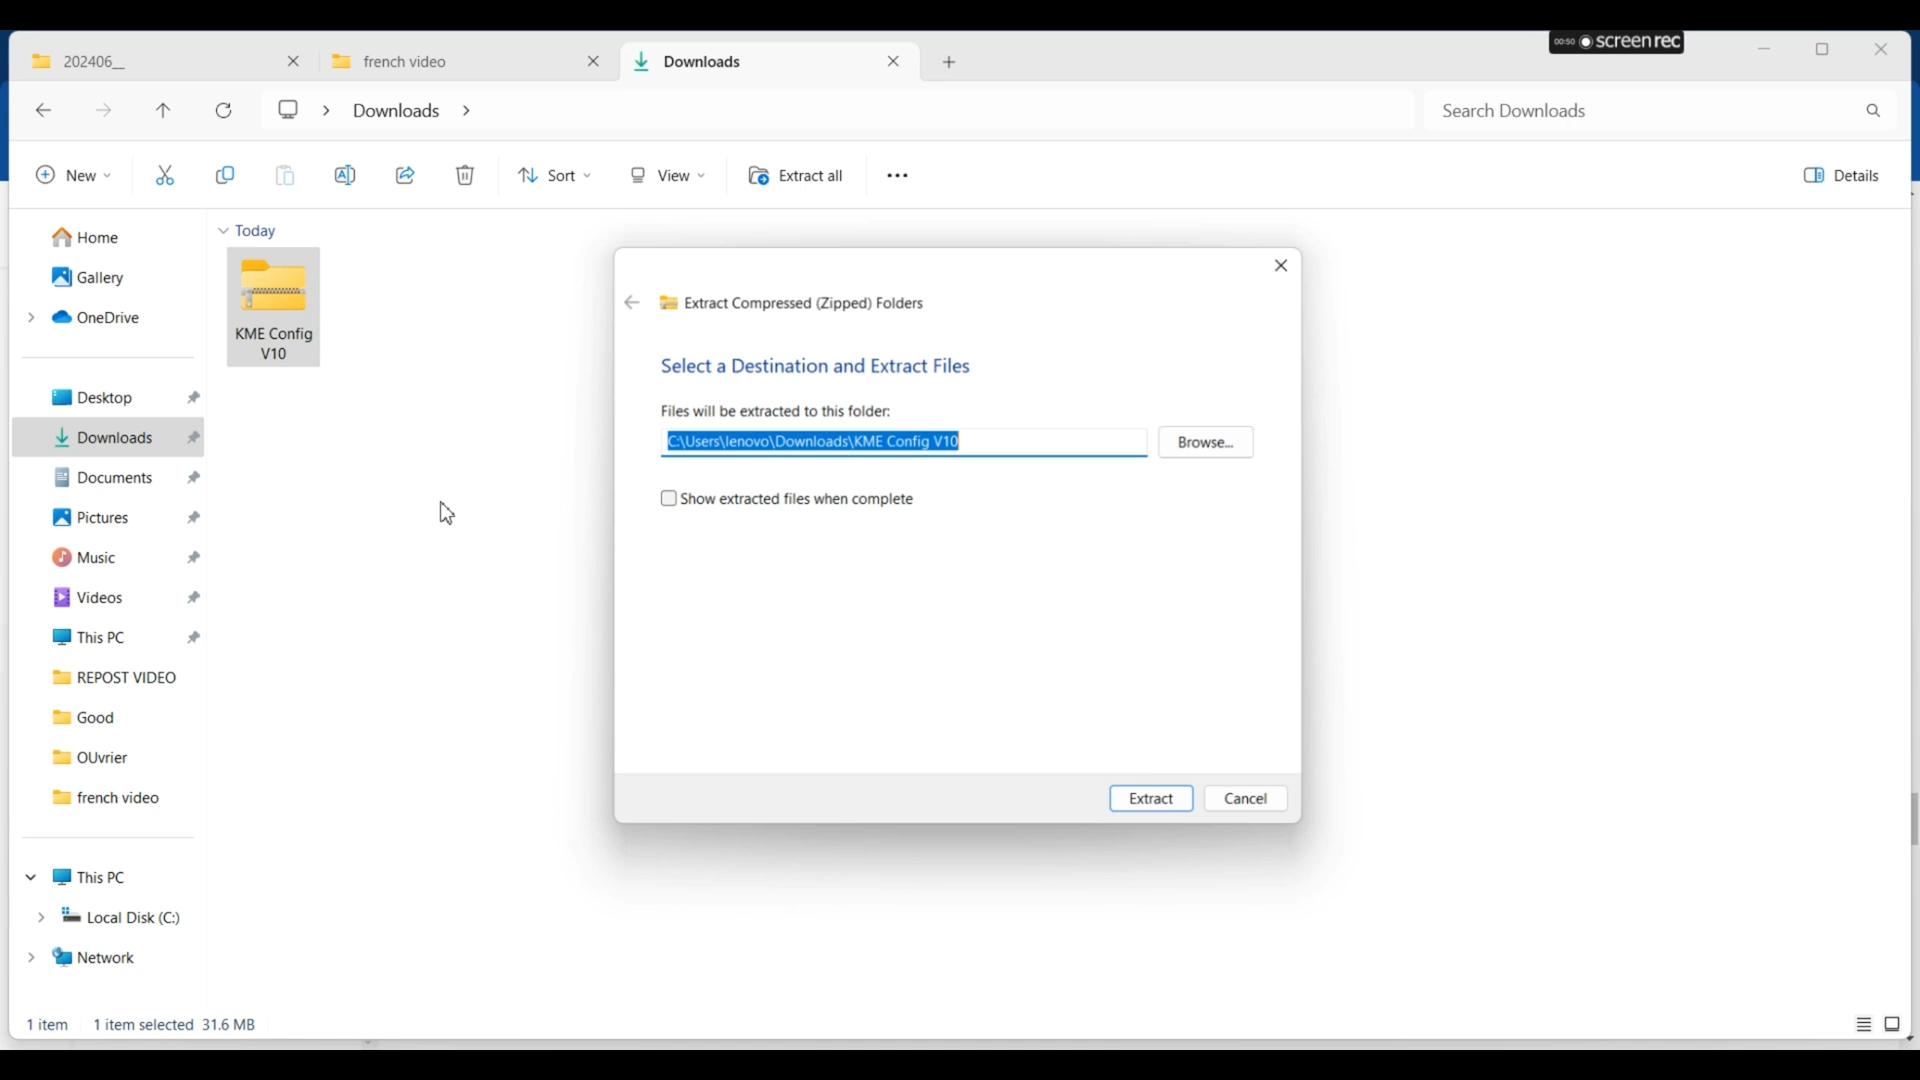 00:50 screenrec
202406__
french video
Downloads
Downloads
Search Downloads
New
Sort
View
Extract all
Details
Home
Gallery
OneDrive
Desktop
Downloads
Documents
Pictures
Music
Videos
This PC
REPOST VIDEO
Good
OUvrier
french video
This PC
Local Disk (C:)
Network
Today
KME Config
V10
Extract Compressed (Zipped) Folders
Select a Destination and Extract Files
Files will be extracted to this folder:
C:\Users\lenovo\Downloads\KME Config V10
Browse...
Show extracted files when complete
Extract
Cancel
1 item
1 item selected 31.6 MB